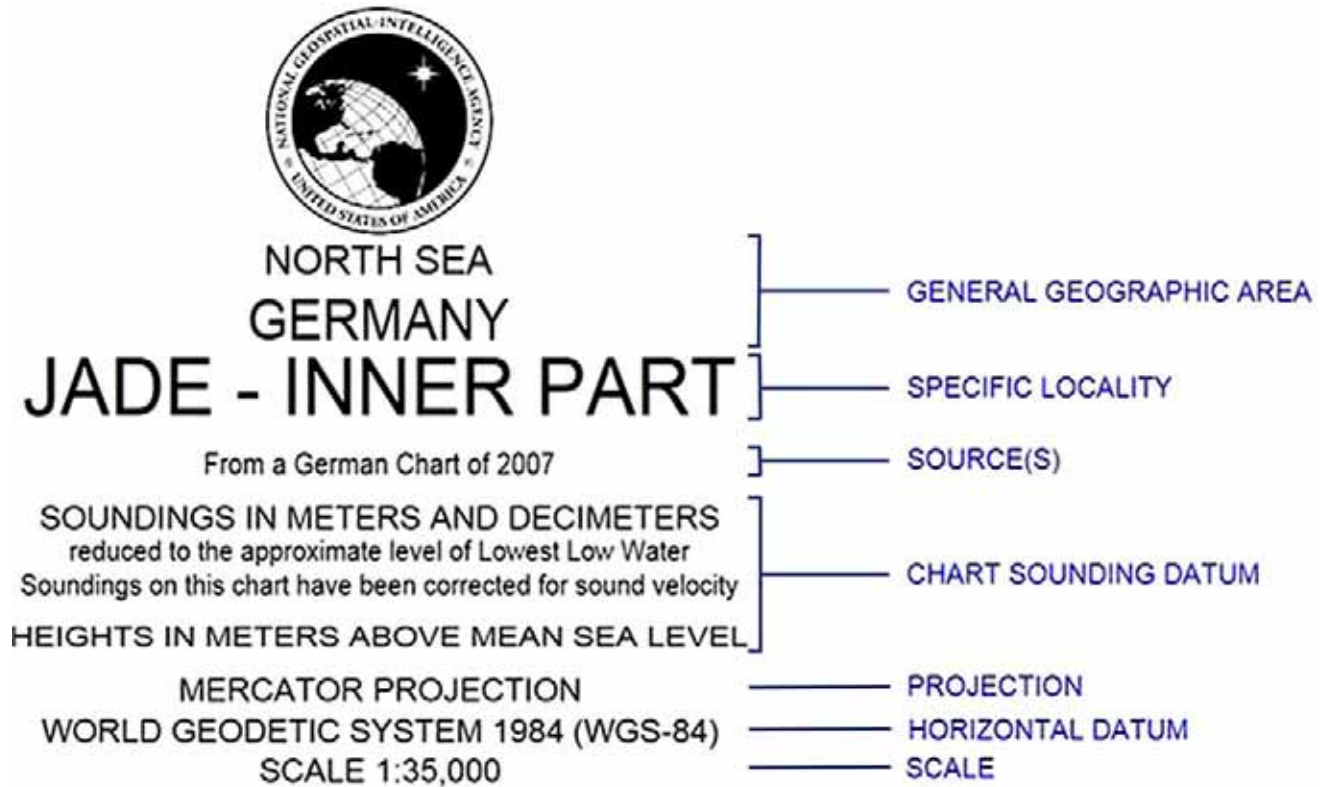 NATIONAL GEOSPATIAL-INTELLIGENCE AGENCY
UNITED STATES OF AMERICA
NORTH SEA
GERMANY
GENERAL GEOGRAPHIC AREA
JADE - INNER PART
SPECIFIC LOCALITY
From a German Chart of 2007
SOURCE(S)
SOUNDINGS IN METERS AND DECIMETERS
reduced to the approximate level of Lowest Low Water
Soundings on this chart have been corrected for sound velocity
CHART SOUNDING DATUM
HEIGHTS IN METERS ABOVE MEAN SEA LEVEL
MERCATOR PROJECTION
PROJECTION
WORLD GEODETIC SYSTEM 1984 (WGS-84)
HORIZONTAL DATUM
SCALE 1:35,000
SCALE